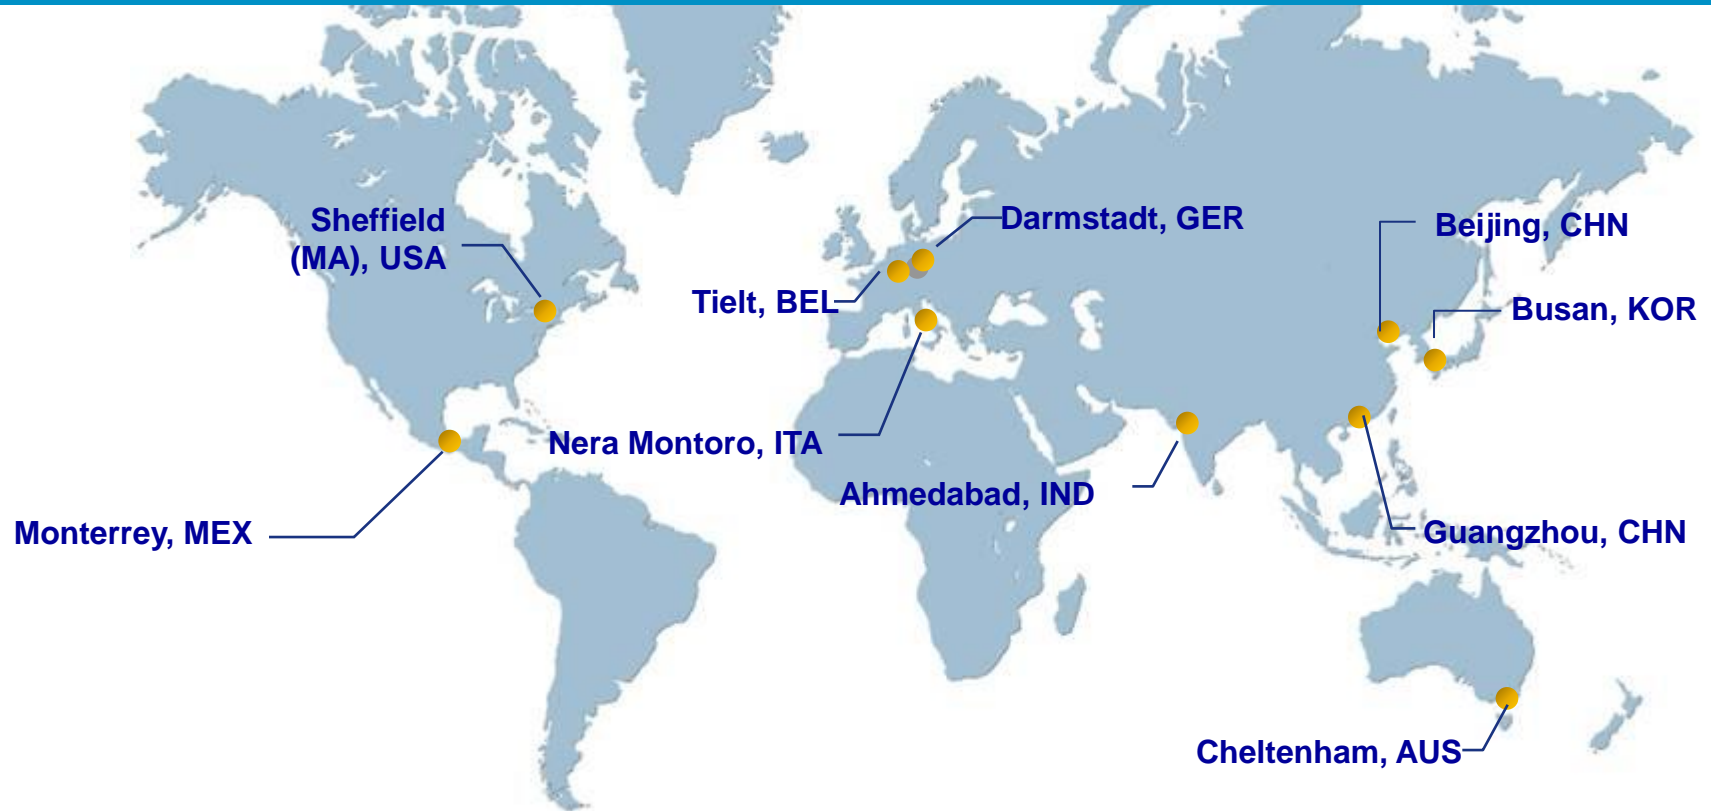 Sheffield
(MA), USA
Darmstadt, GER
Beijing, CHN
Tielt, BEL
Busan, KOR
Nera Montoro, ITA
Ahmedabad, IND
Monterrey, MEX
Guangzhou, CHN
Cheltenham, AUS